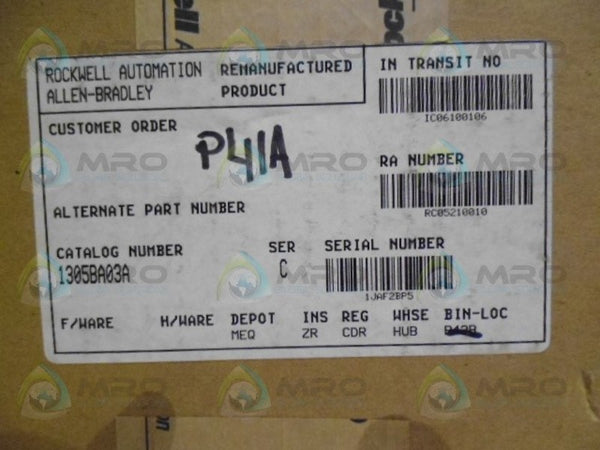 ROCKWELL AUTOMATION
ALLEN-BRADLEY
REMANUFACTURED
PRODUCT
IN TRANSIT NO
IC06100106
CUSTOMER ORDER
P41A
RA NUMBER
RC05210010
ALTERNATE PART NUMBER
CATALOG NUMBER
1305BA03A
SER
C
SERIAL NUMBER
1JAF2BP5
F/WARE H/WARE DEPOT INS REG WHSE BIN-LOC
MEQ ZR CDR HUB
MRO